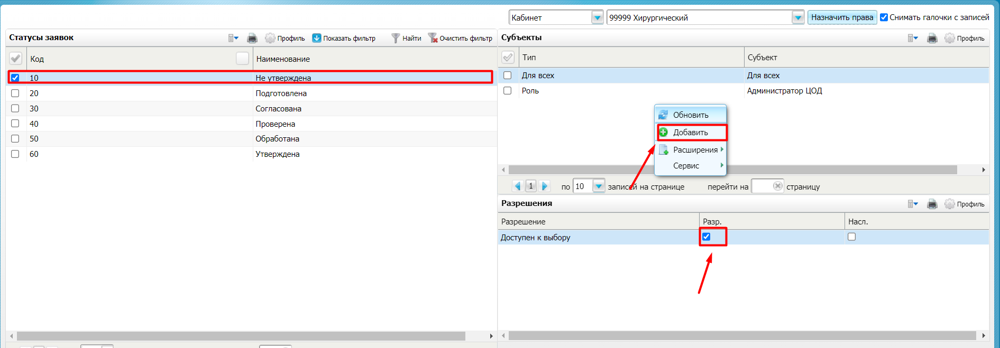 Кабинет 99999 Хирургический Назначить права Снимать галочки с записей
Статусы заявок Профиль Показать фильтр Найти Очистить фильтр
Код Наименование
10 Не утверждена
20 Подготовлена
30 Согласована
40 Проверена
50 Обработана
60 Утверждена
Субъекты Профиль
Тип Субъект
Для всех Для всех
Роль Администратор ЦОД
Обновить
Добавить
Расширения
Сервис
1 по 10 записей на странице перейти на страницу
Разрешения Профиль
Разрешение Разр. Насл.
Доступен к выбору